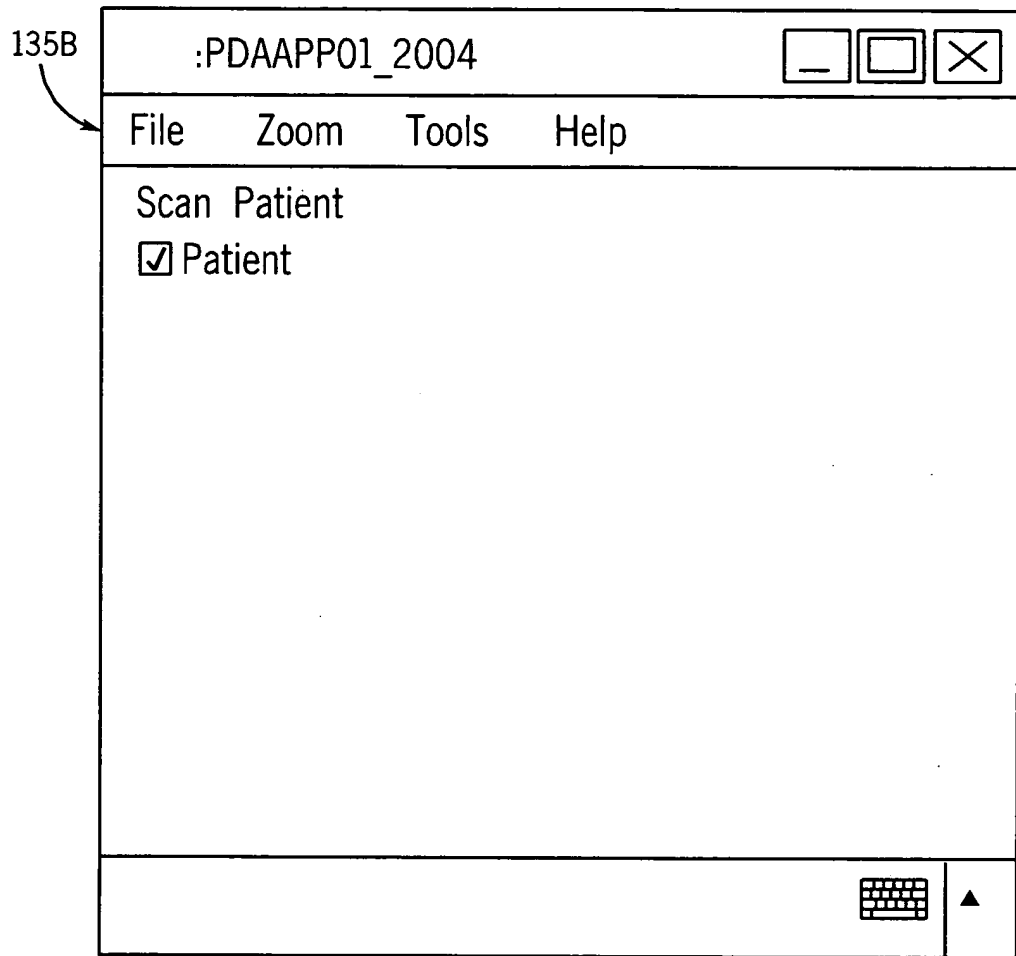 135B
:PDAAPP01_2004
File Zoom Tools Help
Scan Patient
☑ Patient